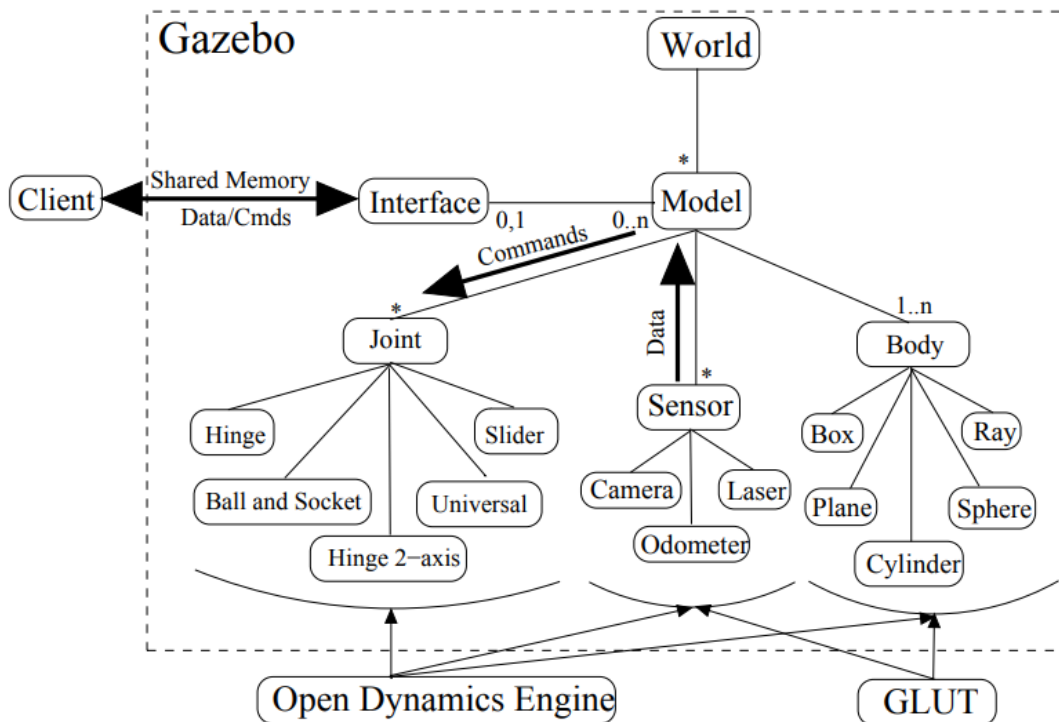 Gazebo
World
*
Client
Shared Memory
Data/Cmds
Interface
0,1
0..n
Model
Commands
Data
*
Joint
*
Sensor
1..n
Body
Hinge
Slider
Ball and Socket
Universal
Hinge 2−axis
Camera
Laser
Odometer
Box
Ray
Plane
Sphere
Cylinder
Open Dynamics Engine
GLUT